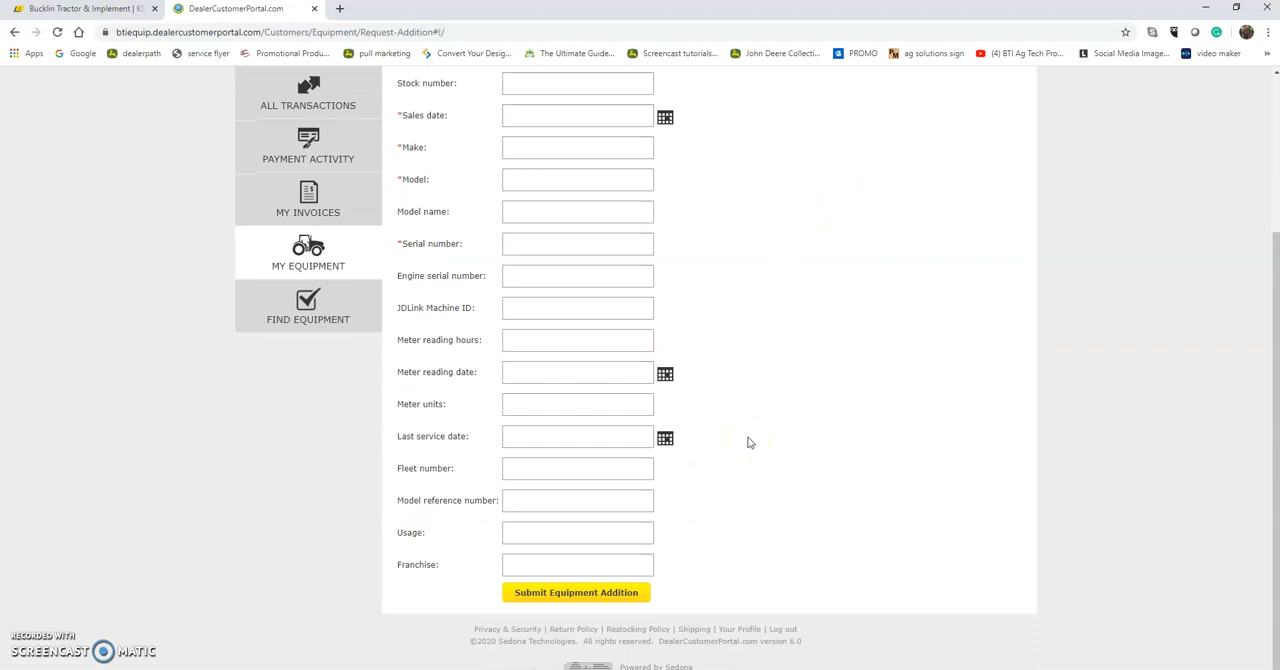 Bucklin Tractor & Implement | KS
DealerCustomerPortal.com
btiequip.dealercustomerportal.com/Customers/Equipment/Request-Addition#!/
Apps
Google
dealerpath
service flyer
Promotional Produ...
pull marketing
Convert Your Desig...
The Ultimate Guide...
Screencast tutorials...
John Deere Collecti...
PROMO
ag solutions sign
(4) BTI Ag Tech Pro...
Social Media Image...
video maker
ALL TRANSACTIONS
PAYMENT ACTIVITY
MY INVOICES
MY EQUIPMENT
FIND EQUIPMENT
Stock number:
*Sales date:
*Make:
*Model:
Model name:
*Serial number:
Engine serial number:
JDLink Machine ID:
Meter reading hours:
Meter reading date:
Meter units:
Last service date:
Fleet number:
Model reference number:
Usage:
Franchise:
Submit Equipment Addition
Privacy & Security | Return Policy | Restocking Policy | Shipping | Your Profile | Log out
©2020 Sedona Technologies. All rights reserved. DealerCustomerPortal.com version 6.0
Powered by Sedona
RECORDED WITH
SCREENCAST MATIC